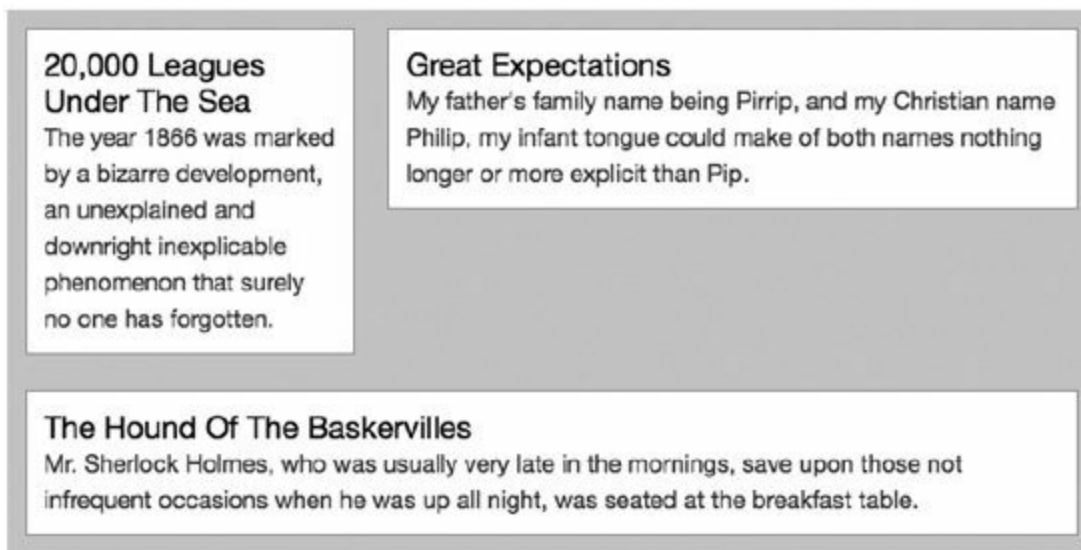 20,000 Leagues
Under The Sea
The year 1866 was marked
by a bizarre development,
an unexplained and
downright inexplicable
phenomenon that surely
no one has forgotten.
Great Expectations
My father's family name being Pirrip, and my Christian name
Philip, my infant tongue could make of both names nothing
longer or more explicit than Pip.
The Hound Of The Baskervilles
Mr. Sherlock Holmes, who was usually very late in the mornings, save upon those not
infrequent occasions when he was up all night, was seated at the breakfast table.